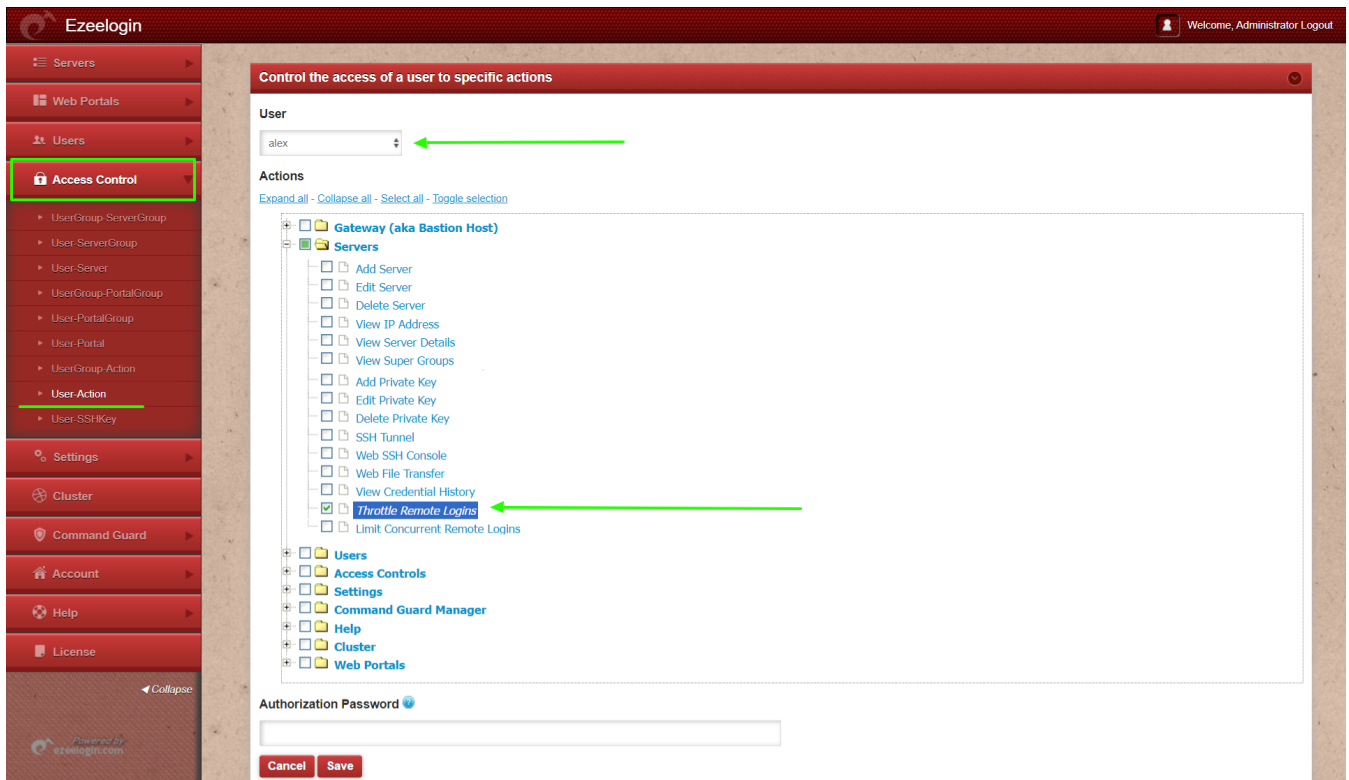 Ezeelogin
Welcome, Administrator Logout
Servers
Web Portals
Users
Access Control
UserGroup-ServerGroup
User-ServerGroup
User-Server
UserGroup-PortalGroup
User-PortalGroup
User-Portal
UserGroup-Action
User-Action
User-SSHKey
Settings
Cluster
Command Guard
Account
Help
License
Collapse
Powered by
ezeelogin.com
Control the access of a user to specific actions
User
alex
Actions
Expand all - Collapse all - Select all - Toggle selection
Gateway (aka Bastion Host)
Servers
Add Server
Edit Server
Delete Server
View IP Address
View Server Details
View Super Groups
Add Private Key
Edit Private Key
Delete Private Key
SSH Tunnel
Web SSH Console
Web File Transfer
View Credential History
Throttle Remote Logins
Limit Concurrent Remote Logins
Users
Access Controls
Settings
Command Guard Manager
Help
Cluster
Web Portals
Authorization Password
Cancel Save